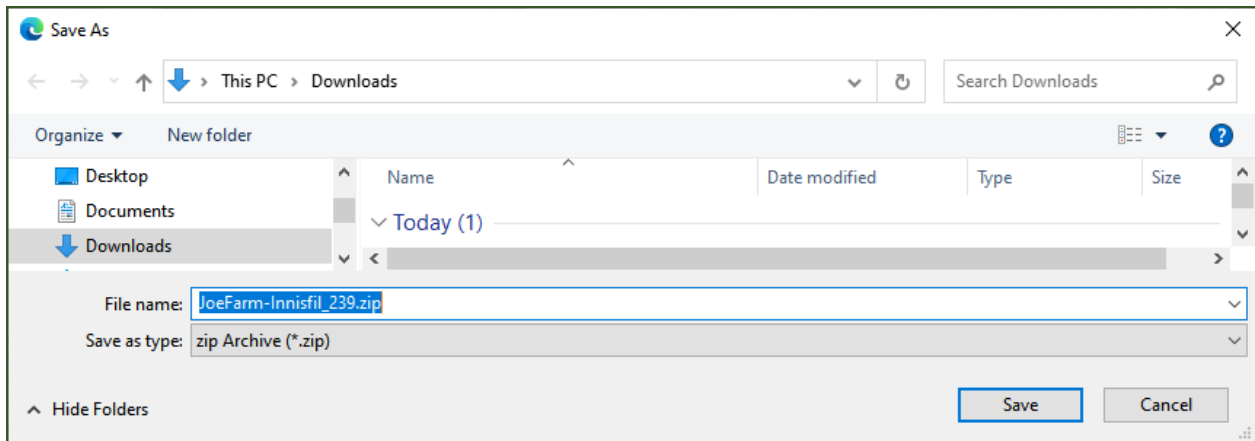 Save As
This PC > Downloads
Search Downloads
Organize
New folder
?
Desktop
Documents
Downloads
Name
Date modified
Type
Size
Today (1)
File name: JoeFarm-Innisfil_239.zip
Save as type: zip Archive (*.zip)
Hide Folders
Save
Cancel